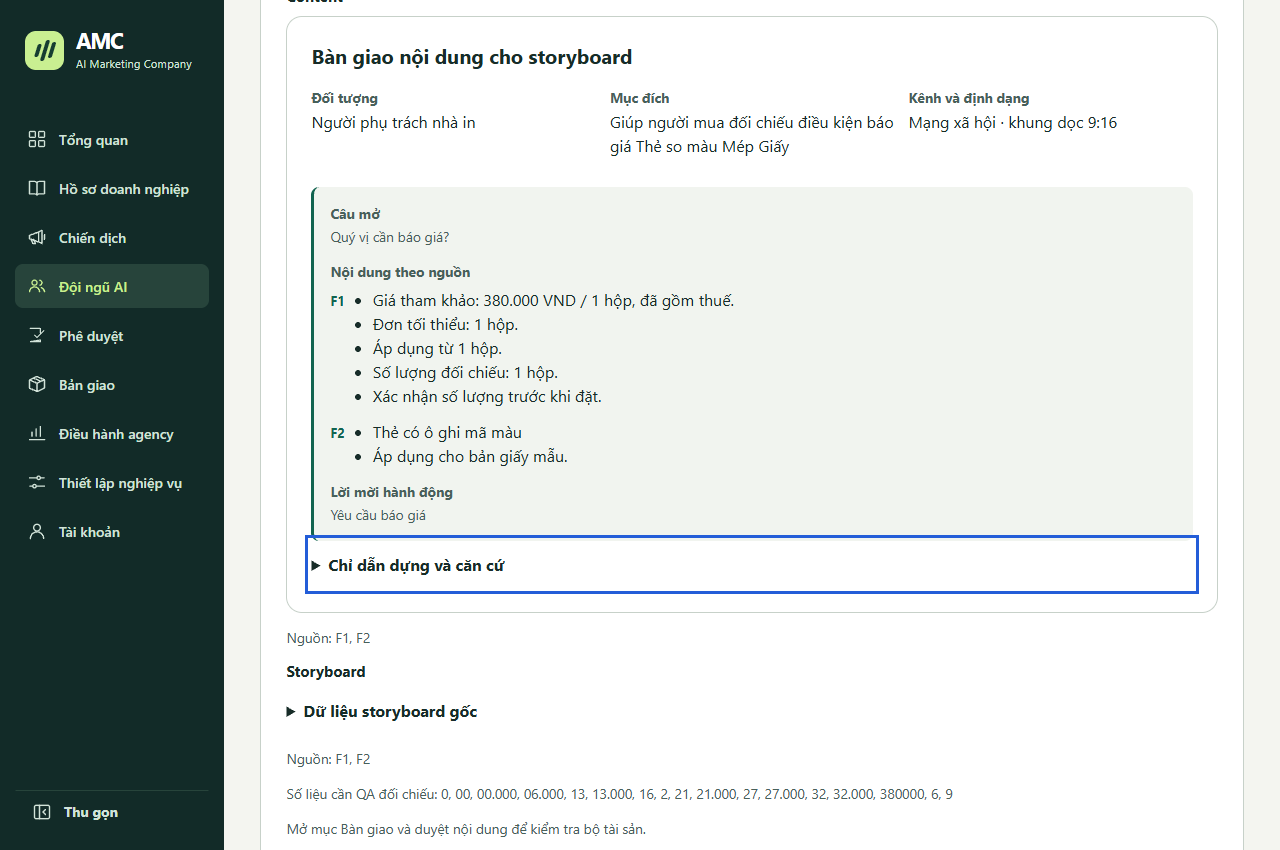 AMC
AI Marketing Company
Tổng quan
Hồ sơ doanh nghiệp
Chiến dịch
Đội ngũ AI
Phê duyệt
Bàn giao
Điều hành agency
Thiết lập nghiệp vụ
Tài khoản
Thu gọn
Content
Bàn giao nội dung cho storyboard
Đối tượng
Người phụ trách nhà in
Mục đích
Giúp người mua đối chiếu điều kiện báo
giá Thẻ so màu Mép Giấy
Kênh và định dạng
Mạng xã hội · khung dọc 9:16
Câu mở
Quý vị cần báo giá?
Nội dung theo nguồn
F1 • Giá tham khảo: 380.000 VND / 1 hộp, đã gồm thuế.
• Đơn tối thiểu: 1 hộp.
• Áp dụng từ 1 hộp.
• Số lượng đối chiếu: 1 hộp.
• Xác nhận số lượng trước khi đặt.
F2 • Thẻ có ô ghi mã màu
• Áp dụng cho bản giấy mẫu.
Lời mời hành động
Yêu cầu báo giá
▶ Chỉ dẫn dựng và căn cứ
Nguồn: F1, F2
Storyboard
▶ Dữ liệu storyboard gốc
Nguồn: F1, F2
Số liệu cần QA đối chiếu: 0, 00, 00.000, 06.000, 13, 13.000, 16, 2, 21, 21.000, 27, 27.000, 32, 32.000, 380000, 6, 9
Mở mục Bàn giao và duyệt nội dung để kiểm tra bộ tài sản.